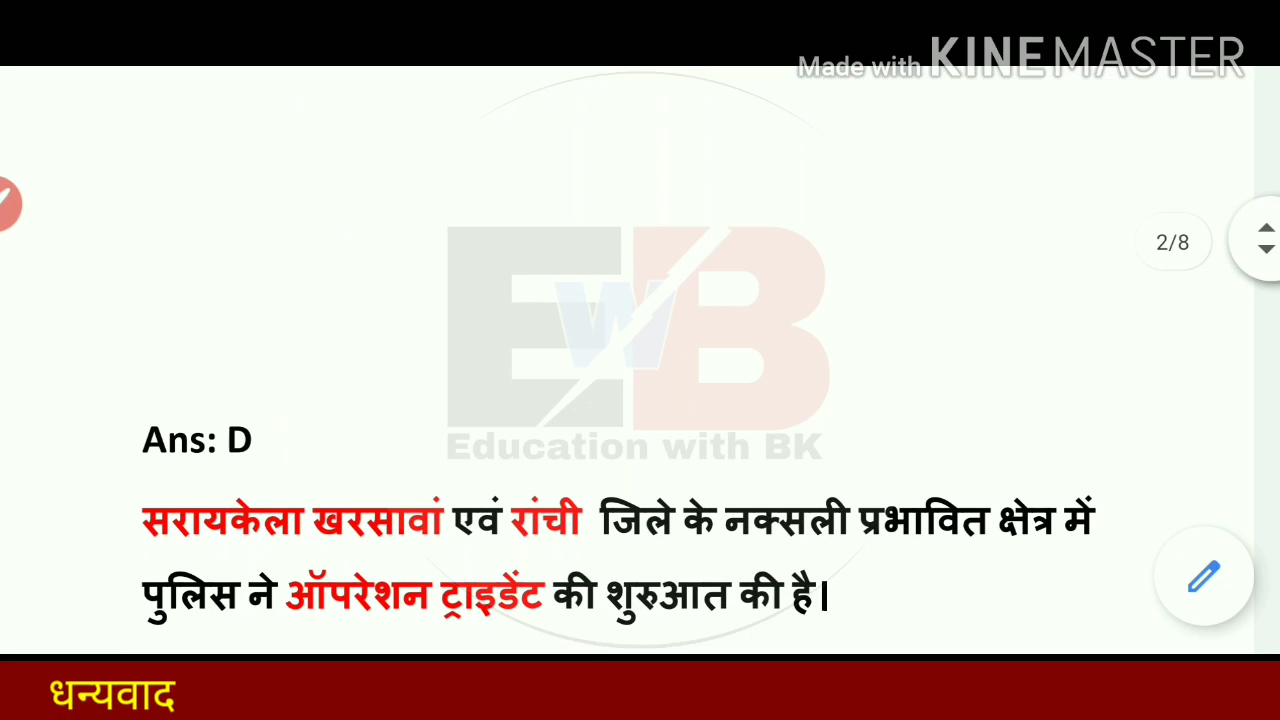 Made with KINEMASTER
2/8
EWB
Education with BK
Ans: D
सरायकेला खरसावां एवं रांची जिले के नक्सली प्रभावित क्षेत्र में
पुलिस ने ऑपरेशन ट्राइडेंट की शुरुआत की है।
धन्यवाद